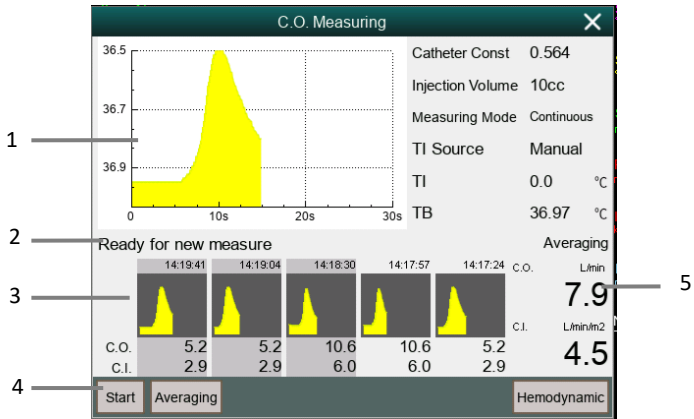 C.O. Measuring
36.5
36.7
36.9
0 10s 20s 30s
Catheter Const 0.564
Injection Volume 10cc
Measuring Mode Continuous
TI Source Manual
TI 0.0 °C
TB 36.97 °C
1
2
Ready for new measure
Averaging
14:19:41 14:19:04 14:18:30 14:17:57 14:17:24
C.O. L/min
7.9
5
3
C.I. L/min/m2
4.5
C.O. 5.2 5.2 10.6 10.6 5.2
C.I. 2.9 2.9 6.0 6.0 2.9
4
Start Averaging Hemodynamic